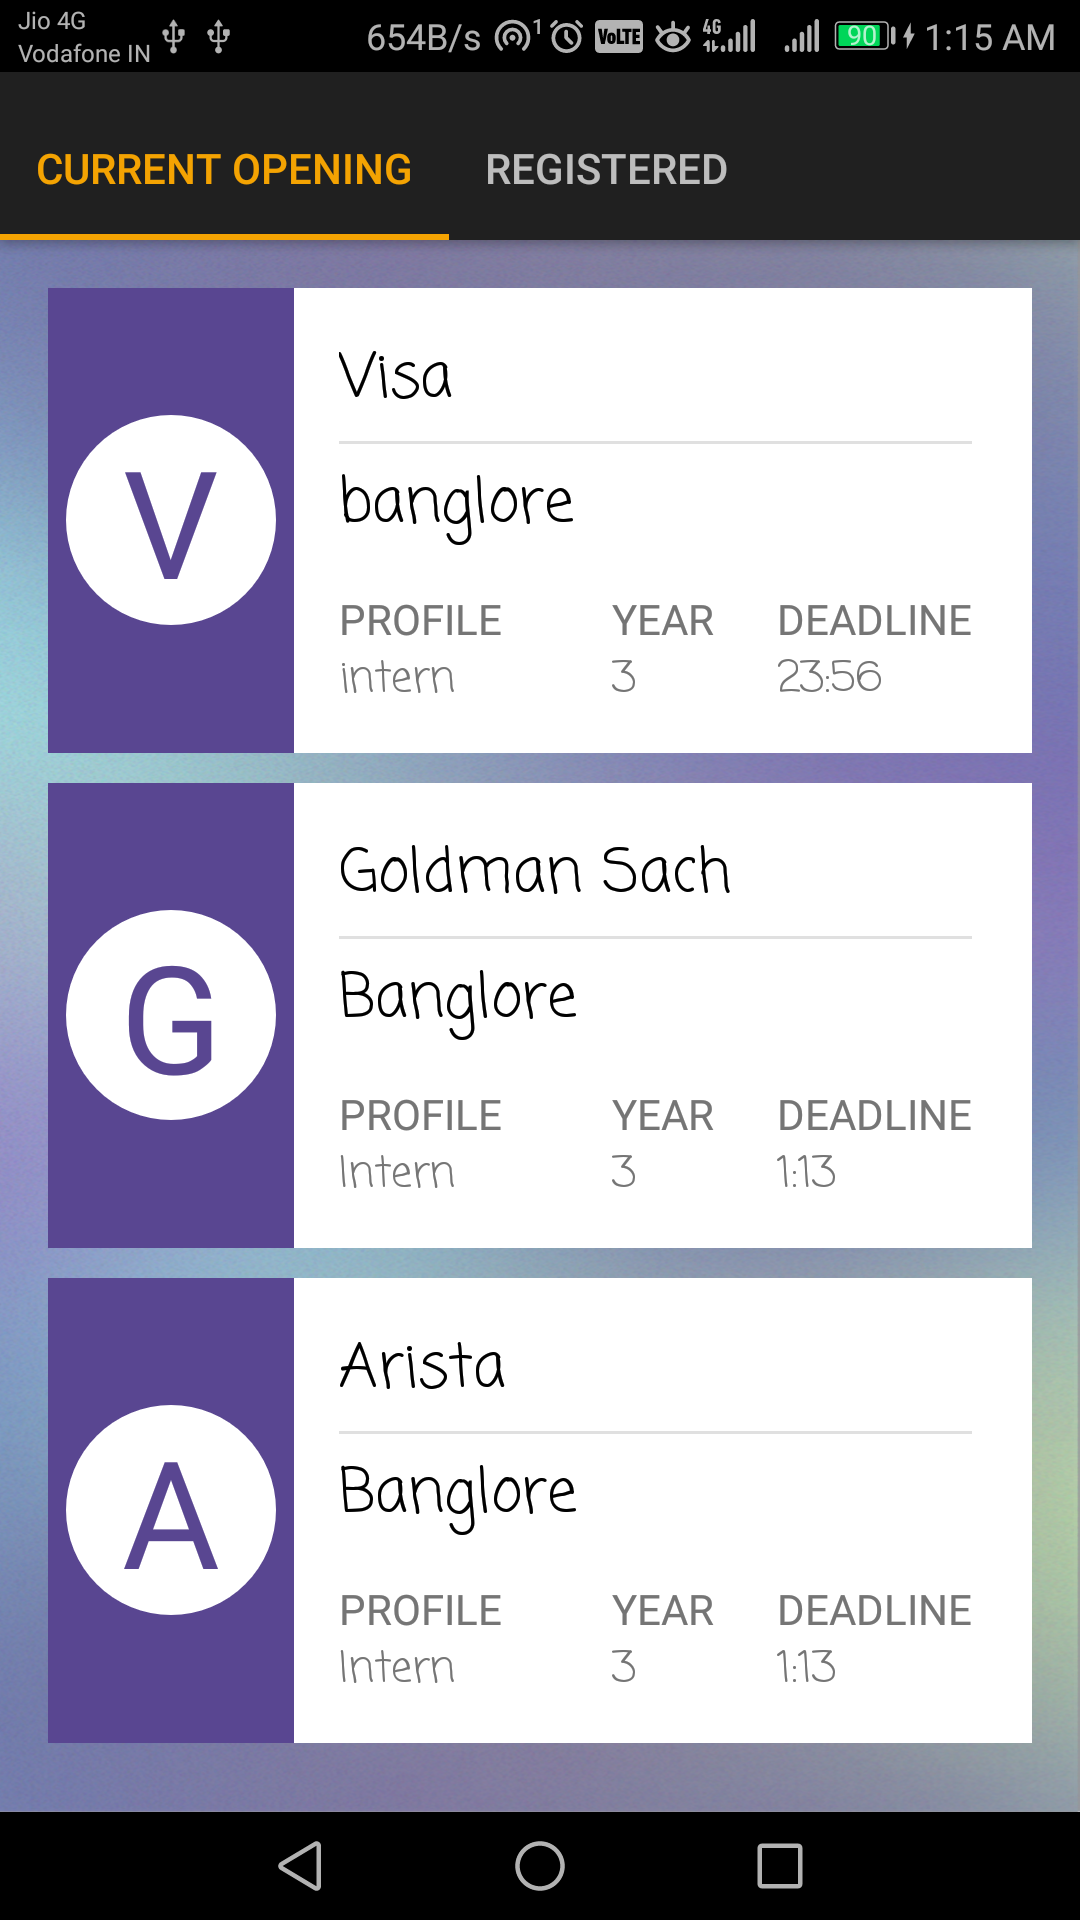 Jio 4G
Vodafone IN
654B/s 1 VoLTE 4G 90 1:15 AM
CURRENT OPENING REGISTERED
V
Visa
banglore
PROFILE YEAR DEADLINE
intern 3 23:56
G
Goldman Sach
Banglore
PROFILE YEAR DEADLINE
Intern 3 1:13
A
Arista
Banglore
PROFILE YEAR DEADLINE
Intern 3 1:13